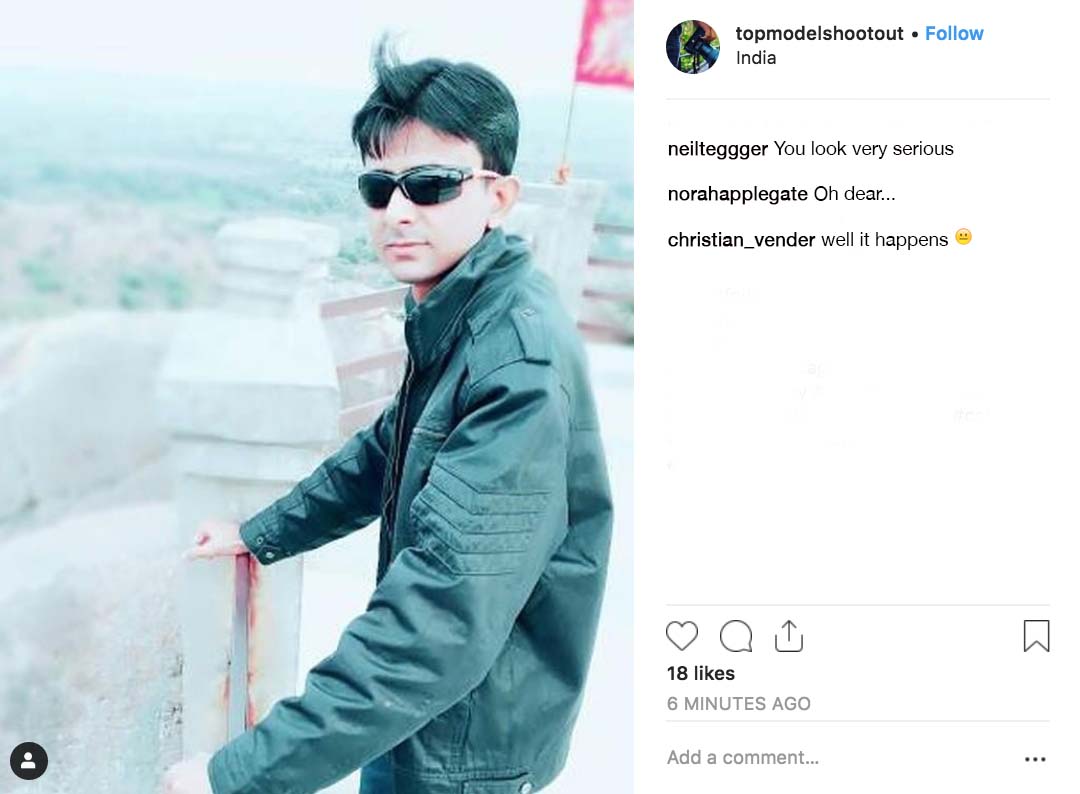 topmodelshootout • Follow
India
neilteggger You look very serious
norahapplegate Oh dear...
christian_vender well it happens 😐
18 likes
6 MINUTES AGO
Add a comment...